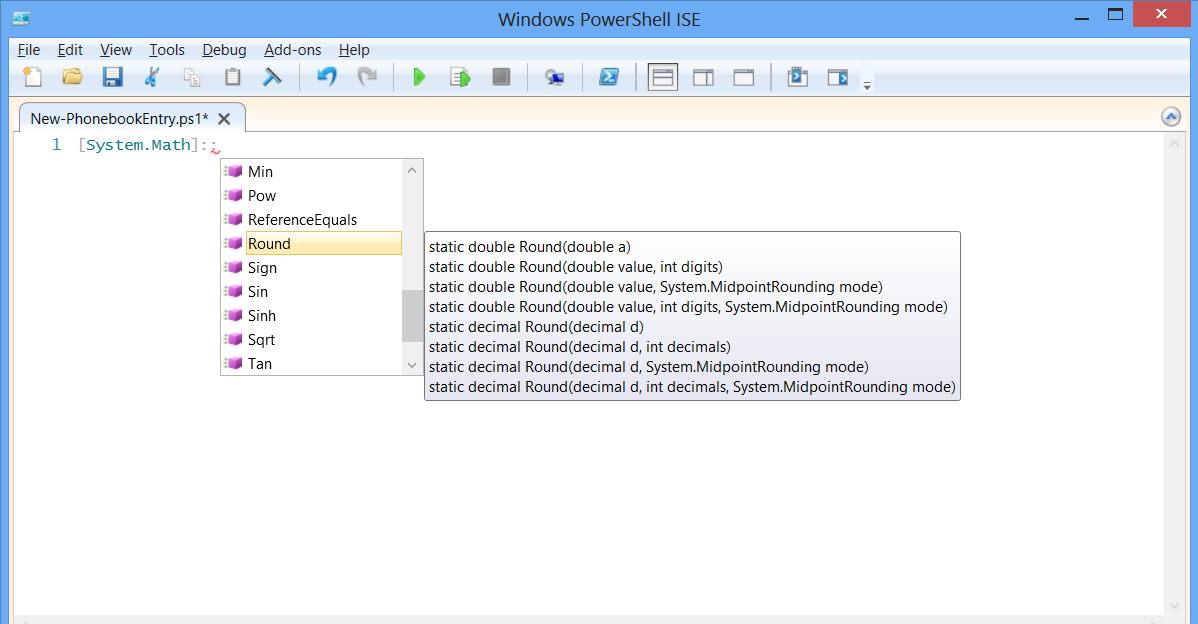 Windows PowerShell ISE
File Edit View Tools Debug Add-ons Help
New-PhonebookEntry.ps1*
1 [System.Math]::
Min
Pow
ReferenceEquals
Round
Sign
Sin
Sinh
Sqrt
Tan
static double Round(double a)
static double Round(double value, int digits)
static double Round(double value, System.MidpointRounding mode)
static double Round(double value, int digits, System.MidpointRounding mode)
static decimal Round(decimal d)
static decimal Round(decimal d, int decimals)
static decimal Round(decimal d, System.MidpointRounding mode)
static decimal Round(decimal d, int decimals, System.MidpointRounding mode)